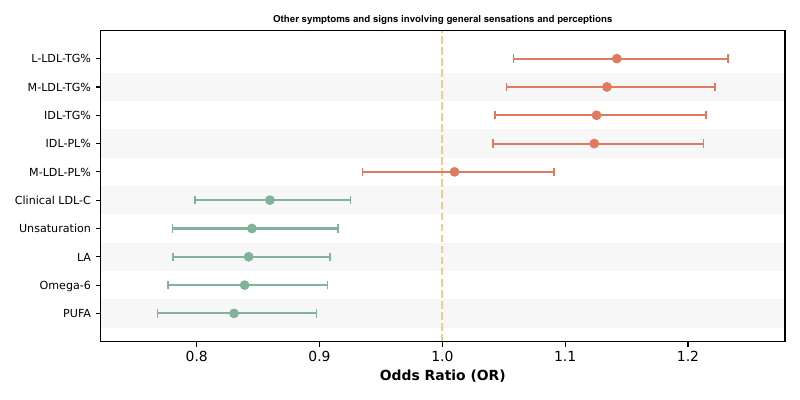 Other symptoms and signs involving general sensations and perceptions
L-LDL-TG%
M-LDL-TG%
IDL-TG%
IDL-PL%
M-LDL-PL%
Clinical LDL-C
Unsaturation
LA
Omega-6
PUFA
0.8 0.9 1.0 1.1 1.2
Odds Ratio (OR)